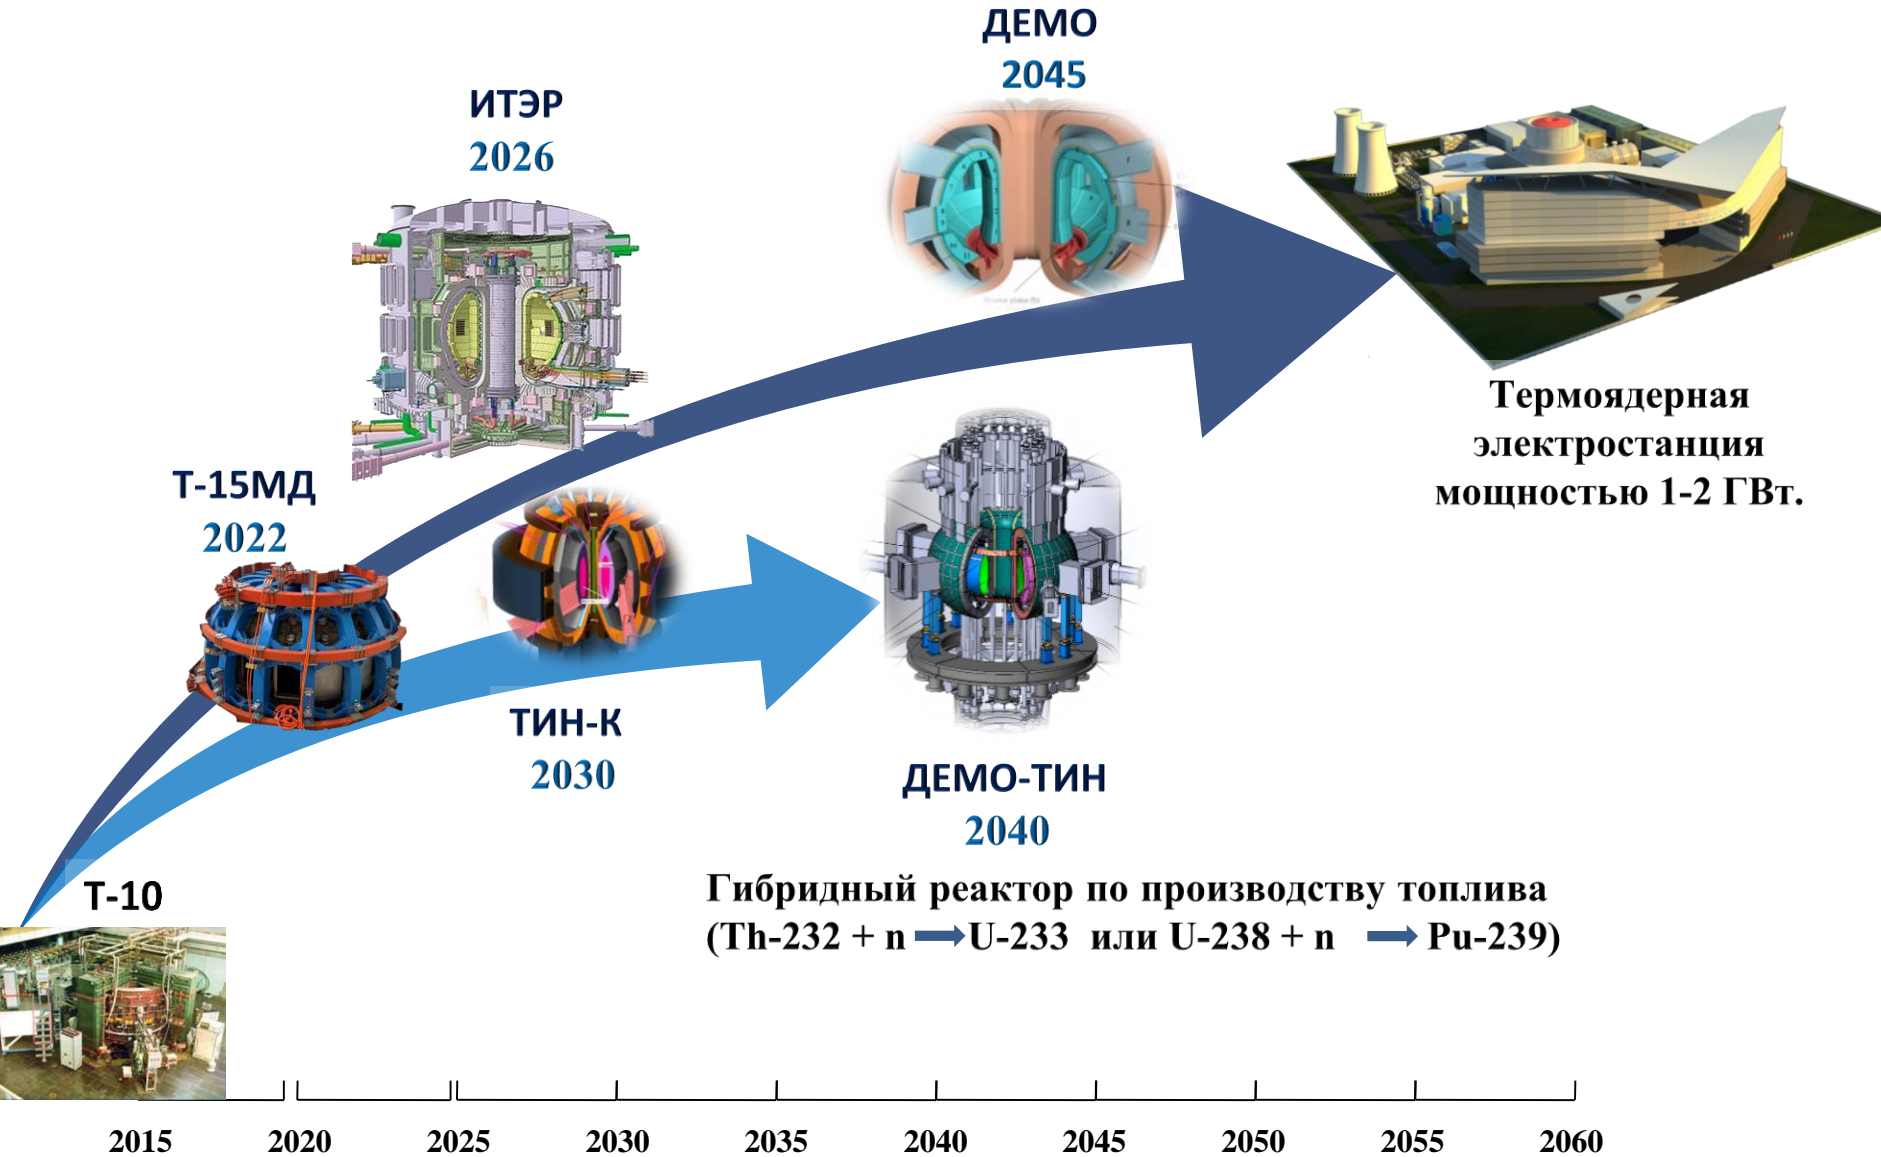 ДЕМО
2045
ИТЭР
2026
Термоядерная
электростанция
мощностью 1-2 ГВт.
Т-15МД
2022
ТИН-К
2030
ДЕМО-ТИН
2040
Т-10
Гибридный реактор по производству топлива
(Th-232 + n → U-233 или U-238 + n → Pu-239)
2015 2020 2025 2030 2035 2040 2045 2050 2055 2060